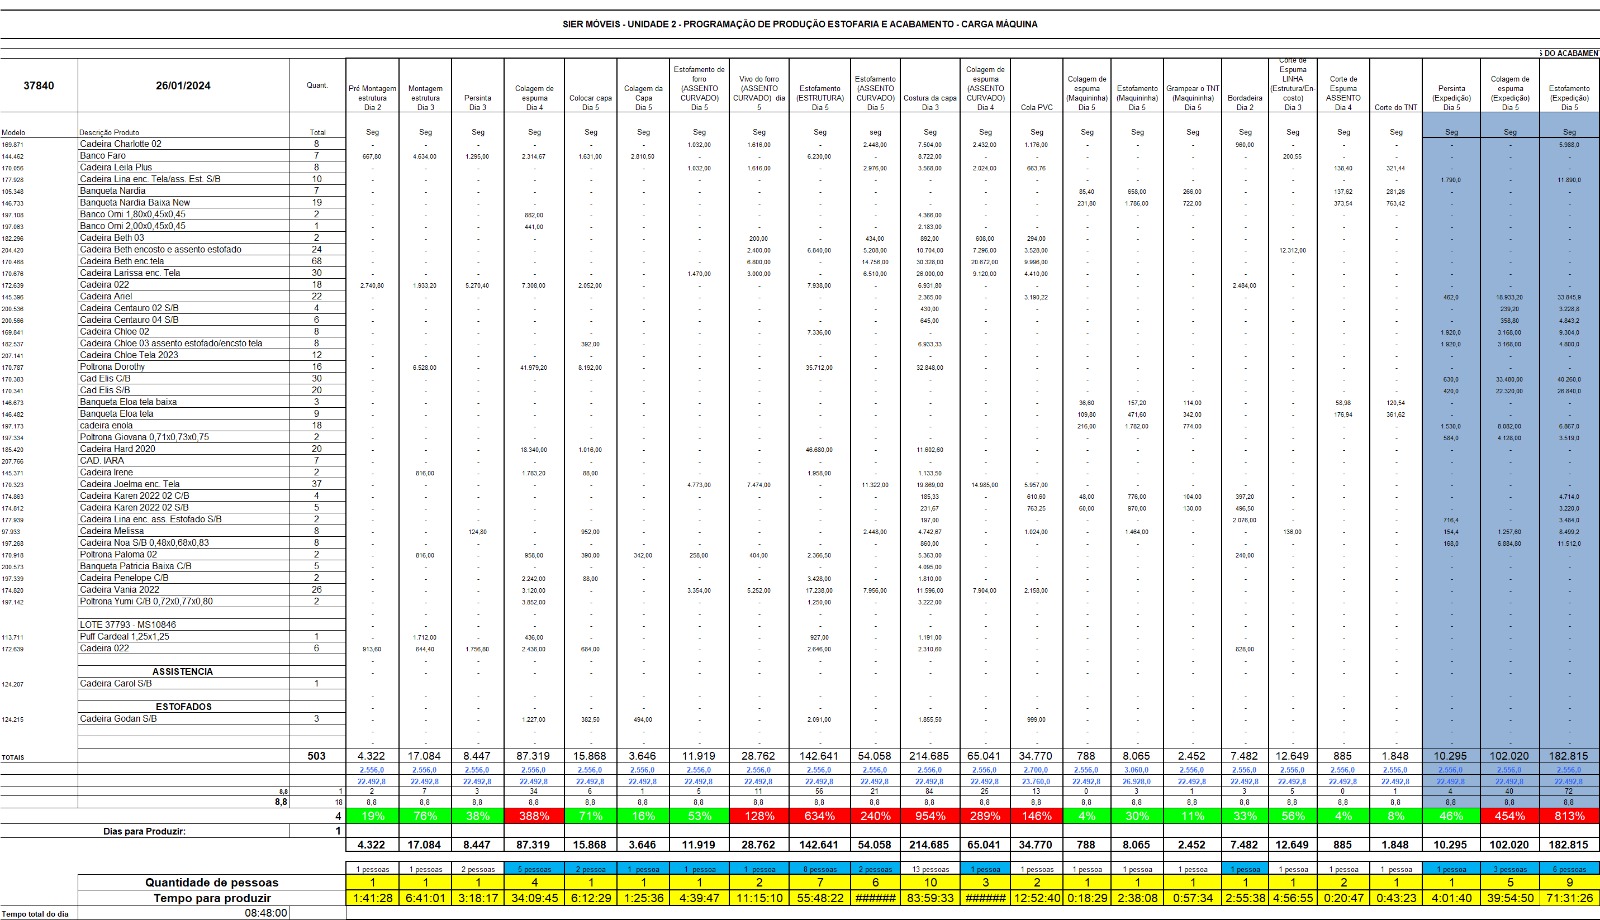 SIER MÓVEIS - UNIDADE 2 - PROGRAMAÇÃO DE PRODUÇÃO ESTOFARIA E ACABAMENTO - CARGA MÁQUINA
DO ACABAMEN
37840 26/01/2024 Quant.
Pré Montagem estrutura Dia 2
Montagem estrutura Dia 3
Persinta Dia 3
Colagem de espuma Dia 4
Colocar capa Dia 5
Colagem da Capa Dia 5
Estofamento de forro (ASSENTO CURVADO) Dia 5
Vivo do forro (ASSENTO CURVADO) dia 5
Estofamento (ESTRUTURA) Dia 5
Estofamento (ASSENTO CURVADO) Dia 5
Costura da capa Dia 3
Colagem de espuma (ASSENTO CURVADO) Dia 5
Cola PVC
Colagem de espuma (Maquininha) Dia 5
Estofamento (Maquininha) Dia 5
Grampear o TNT (Maquininha) Dia 5
Bordadeira Dia 2
Corte de Espuma LINHA (Estrutura/Encosto) Dia 3
Corte de Espuma ASSENTO Dia 4
Corte do TNT
Persinta (Expedição) Dia 5
Colagem de espuma (Expedição) Dia 5
Estofamento (Expedição) Dia 5
Modelo Descrição Produto Total Seg Seg Seg Seg Seg Seg Seg Seg Seg seg Seg Seg Seg Seg Seg Seg Seg Seg Seg Seg Seg Seg Seg
169.871 Cadeira Charlotte 02 8 1.032,00 1.616,00 2.448,00 7.504,00 2.432,00 1.176,00 960,00 5.988,0
144.462 Banco Faro 7 667,80 4.634,00 1.295,00 2.314,67 1.631,00 2.810,50 6.230,00 8.722,00 200,55
170.056 Cadeira Leila Plus 8 1.032,00 1.616,00 2.976,00 3.568,00 2.024,00 663,76 136,40 321,44
177.928 Cadeira Lina enc. Tela/ass. Est. S/B 10 1.790,0 11.890,0
105.348 Banqueta Nardia 7 85,40 658,00 266,00 137,62 281,26
146.733 Banqueta Nardia Baixa New 19 231,80 1.786,00 722,00 373,54 763,42
197.108 Banco Omi 1,80x0,45x0,45 2 882,00 4.366,00
197.083 Banco Omi 2,00x0,45x0,45 1 441,00 2.183,00
182.296 Cadeira Beth 03 2 200,00 434,00 892,00 608,00 294,00
204.420 Cadeira Beth encosto e assento estofado 24 2.400,00 6.840,00 5.208,00 10.704,00 7.296,00 3.528,00 12.312,00
170.488 Cadeira Beth enc tela 68 6.800,00 14.756,00 30.328,00 20.672,00 9.996,00
170.676 Cadeira Larissa enc. Tela 30 1.470,00 3.000,00 6.510,00 26.000,00 9.120,00 4.410,00
172.639 Cadeira 022 18 2.740,80 1.933,20 5.270,40 7.308,00 2.052,00 7.938,00 6.931,80 2.484,00
145.396 Cadeira Ariel 22 2.365,00 3.190,22 462,0 18.933,20 33.845,9
200.536 Cadeira Centauro 02 S/B 4 430,00 239,20 3.228,8
200.566 Cadeira Centauro 04 S/B 6 645,00 358,80 4.843,2
169.841 Cadeira Chloe 02 8 7.336,00 1.920,0 3.168,00 9.304,0
182.537 Cadeira Chloe 03 assento estofado/encsto tela 8 392,00 6.933,33 1.920,0 3.168,00 4.800,0
207.141 Cadeira Chloe Tela 2023 12
170.787 Poltrona Dorothy 16 6.528,00 41.979,20 8.192,00 35.712,00 32.848,00
170.383 Cad Elis C/B 30 630,0 33.480,00 40.260,0
170.341 Cad Elis S/B 20 420,0 22.320,00 26.840,0
146.673 Banqueta Eloa tela baixa 3 36,60 157,20 114,00 58,98 120,54
146.482 Banqueta Eloa tela 9 109,80 471,60 342,00 176,94 361,62
197.173 cadeira enola 18 216,00 1.782,00 774,00 1.530,0 8.082,00 6.867,0
197.334 Poltrona Giovana 0,71x0,73x0,75 2 584,0 4.128,00 3.519,0
185.420 Cadeira Hard 2020 20 18.340,00 1.016,00 46.680,00 11.602,60
207.766 CAD. IARA 7
145.371 Cadeira Irene 2 816,00 1.783,20 88,00 1.958,00 133,50
170.323 Cadeira Joelma enc. Tela 37 4.773,00 7.474,00 11.322,00 19.869,00 14.985,00 5.957,00
174.863 Cadeira Karen 2022 02 C/B 4 185,33 610,60 48,00 776,00 104,00 397,20 4.714,0
174.812 Cadeira Karen 2022 02 S/B 5 231,67 763,25 60,00 970,00 130,00 496,50 3.220,0
177.939 Cadeira Lina enc. ass. Estofado S/B 2 197,00 2.076,00 716,4 3.484,0
97.933 Cadeira Melissa 8 124,80 952,00 2.448,00 4.742,67 1.024,00 1.464,00 136,00 154,4 1.257,60 8.499,2
197.268 Cadeira Noa S/B 0,48x0,68x0,83 8 860,00 168,0 6.884,80 11.512,0
170.918 Poltrona Paloma 02 2 816,00 958,00 390,00 342,00 258,00 404,00 2.366,50 5.363,00 240,00
200.573 Banqueta Patricia Baixa C/B 5 4.095,00
197.339 Cadeira Penelope C/B 2 2.242,00 88,00 3.428,00 1.810,00
174.820 Cadeira Vania 2022 26 3.120,00 3.354,00 5.252,00 17.238,00 7.956,00 11.596,00 7.904,00 2.158,00
197.142 Poltrona Yumi C/B 0,72x0,77x0,80 2 3.852,00 1.250,00 3.222,00
LOTE 37793 - MS10846
113.711 Puff Cardeal 1,25x1,25 1 1.712,00 436,00 927,00 1.191,00
172.639 Cadeira 022 6 913,60 644,40 1.756,80 2.436,00 684,00 2.646,00 2.310,60 828,00
ASSISTENCIA
124.207 Cadeira Carol S/B 1
ESTOFADOS
124.215 Cadeira Godan S/B 3 1.227,00 382,50 494,00 2.091,00 1.855,50 999,00
TOTAIS 503 4.322 17.084 8.447 87.319 15.868 3.646 11.919 28.762 142.641 54.058 214.685 65.041 34.770 788 8.065 2.452 7.482 12.649 885 1.848 10.295 102.020 182.815
2.556,0 2.556,0 2.556,0 2.556,0 2.556,0 2.556,0 2.556,0 2.556,0 2.556,0 2.556,0 2.556,0 2.556,0 2.700,0 2.556,0 3.060,0 2.556,0 2.556,0 2.556,0 2.556,0 2.556,0 2.556,0 2.556,0 2.556,0
22.492,8 22.492,8 22.492,8 22.492,8 22.492,8 22.492,8 22.492,8 22.492,8 22.492,8 22.492,8 22.492,8 22.492,8 23.760,0 22.492,8 26.928,0 22.492,8 22.492,8 22.492,8 22.492,8 22.492,8 22.492,8 22.492,8 22.492,8
8,8 1 2 7 3 34 6 1 5 11 56 21 84 25 13 0 3 1 3 5 0 1 4 40 72
8,8 18 8,8 8,8 8,8 8,8 8,8 8,8 8,8 8,8 8,8 8,8 8,8 8,8 8,8 8,8 8,8 8,8 8,8 8,8 8,8 8,8 8,8 8,8 8,8
4 19% 76% 38% 388% 71% 16% 53% 128% 634% 240% 954% 289% 146% 4% 30% 11% 33% 56% 4% 8% 46% 454% 813%
Dias para Produzir: 1
4.322 17.084 8.447 87.319 15.868 3.646 11.919 28.762 142.641 54.058 214.685 65.041 34.770 788 8.065 2.452 7.482 12.649 885 1.848 10.295 102.020 182.815
1 pessoas 1 pessoas 2 pessoas 5 pessoas 2 pessoas 1 pessoas 1 pessoas 1 pessoas 8 pessoas 2 pessoas 13 pessoas 1 pessoas 1 pessoas 1 pessoas 1 pessoas 1 pessoas 1 pessoas 1 pessoas 1 pessoas 1 pessoas 1 pessoas 3 pessoas 6 pessoas
Quantidade de pessoas 1 1 1 4 1 1 1 2 7 6 10 3 2 1 1 1 1 1 2 1 1 5 9
Tempo para produzir 1:41:28 6:41:01 3:18:17 34:09:45 6:12:29 1:25:36 4:39:47 11:15:10 55:48:22 ###### 83:59:33 ###### 12:52:40 0:18:29 2:38:08 0:57:34 2:55:38 4:56:55 0:20:47 0:43:23 4:01:40 39:54:50 71:31:26
Tempo total do dia 08:48:00